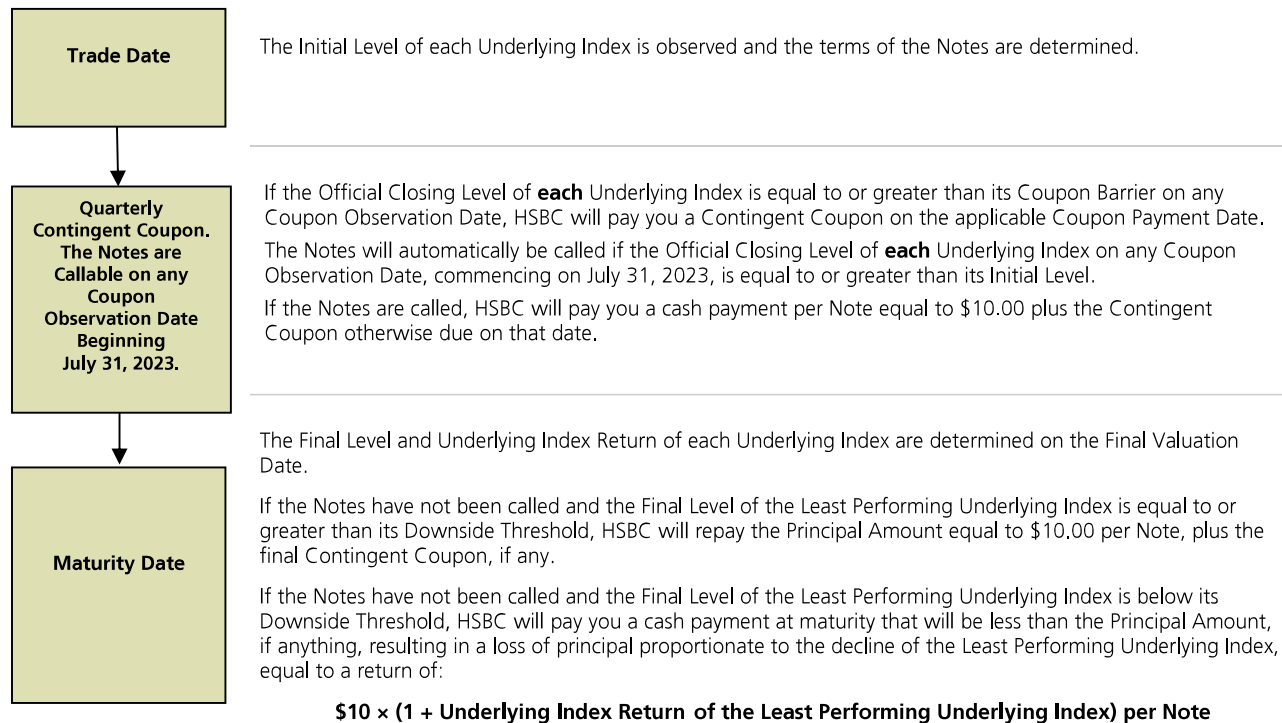 Trade Date
The Initial Level of each Underlying Index is observed and the terms of the Notes are determined.
Quarterly
Contingent Coupon.
The Notes are
Callable on any
Coupon
Observation Date
Beginning
July 31, 2023.
If the Official Closing Level of each Underlying Index is equal to or greater than its Coupon Barrier on any
Coupon Observation Date, HSBC will pay you a Contingent Coupon on the applicable Coupon Payment Date.
The Notes will automatically be called if the Official Closing Level of each Underlying Index on any Coupon
Observation Date, commencing on July 31, 2023, is equal to or greater than its Initial Level.
If the Notes are called, HSBC will pay you a cash payment per Note equal to $10.00 plus the Contingent
Coupon otherwise due on that date.
Maturity Date
The Final Level and Underlying Index Return of each Underlying Index are determined on the Final Valuation
Date.
If the Notes have not been called and the Final Level of the Least Performing Underlying Index is equal to or
greater than its Downside Threshold, HSBC will repay the Principal Amount equal to $10.00 per Note, plus the
final Contingent Coupon, if any.
If the Notes have not been called and the Final Level of the Least Performing Underlying Index is below its
Downside Threshold, HSBC will pay you a cash payment at maturity that will be less than the Principal Amount,
if anything, resulting in a loss of principal proportionate to the decline of the Least Performing Underlying Index,
equal to a return of:
$10 × (1 + Underlying Index Return of the Least Performing Underlying Index) per Note